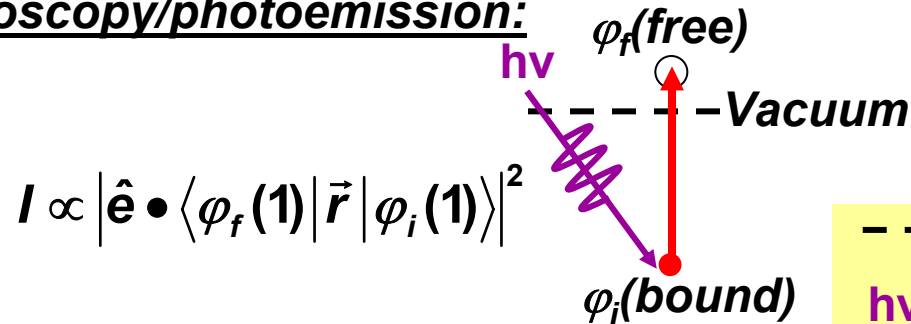 oscopy/photoemission:
φf(free)
hν
Vacuum
I ∝ |ê • ⟨φf (1)| r⃗ |φi (1)⟩|²
φi(bound)
hν